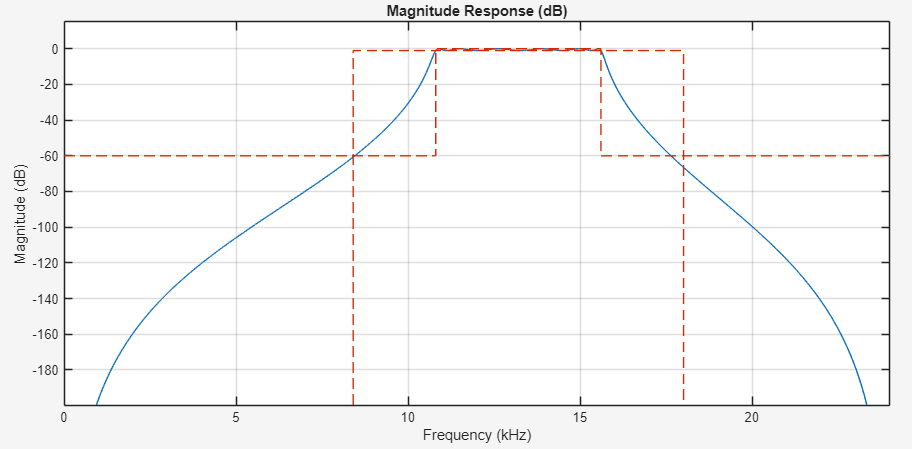 Magnitude Response (dB)
0
-20
-40
-60
-80
-100
-120
-140
-160
-180
Magnitude (dB)
0 5 10 15 20
Frequency (kHz)